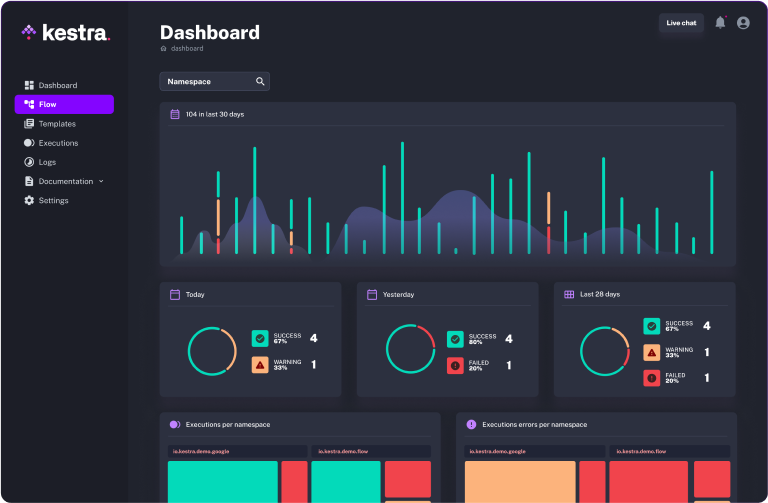 kestra.
Dashboard
dashboard
Live chat
Dashboard
Flow
Templates
Executions
Logs
Documentation
Settings
Namespace
104 in last 30 days
Today
SUCCESS 4
67%
WARNING 1
33%
Yesterday
SUCCESS 4
80%
FAILED 1
20%
Last 28 days
SUCCESS 4
67%
WARNING 1
33%
FAILED 1
20%
Executions per namespace
io.kestra.demo.google
io.kestra.demo.flow
Executions errors per namespace
io.kestra.demo.google
io.kestra.demo.flow